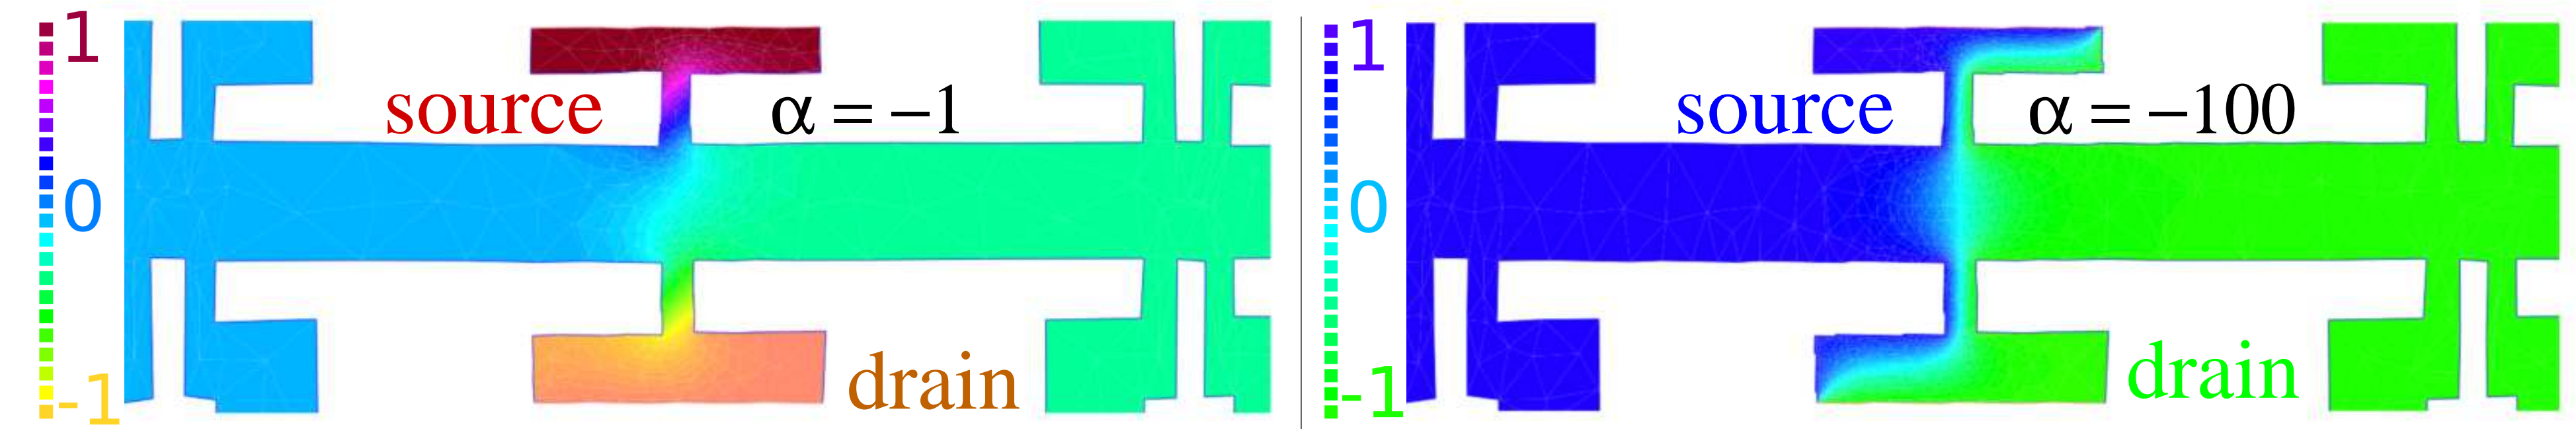 1
source
α = −1
0
-1
drain
1
source
α = −100
0
-1
drain